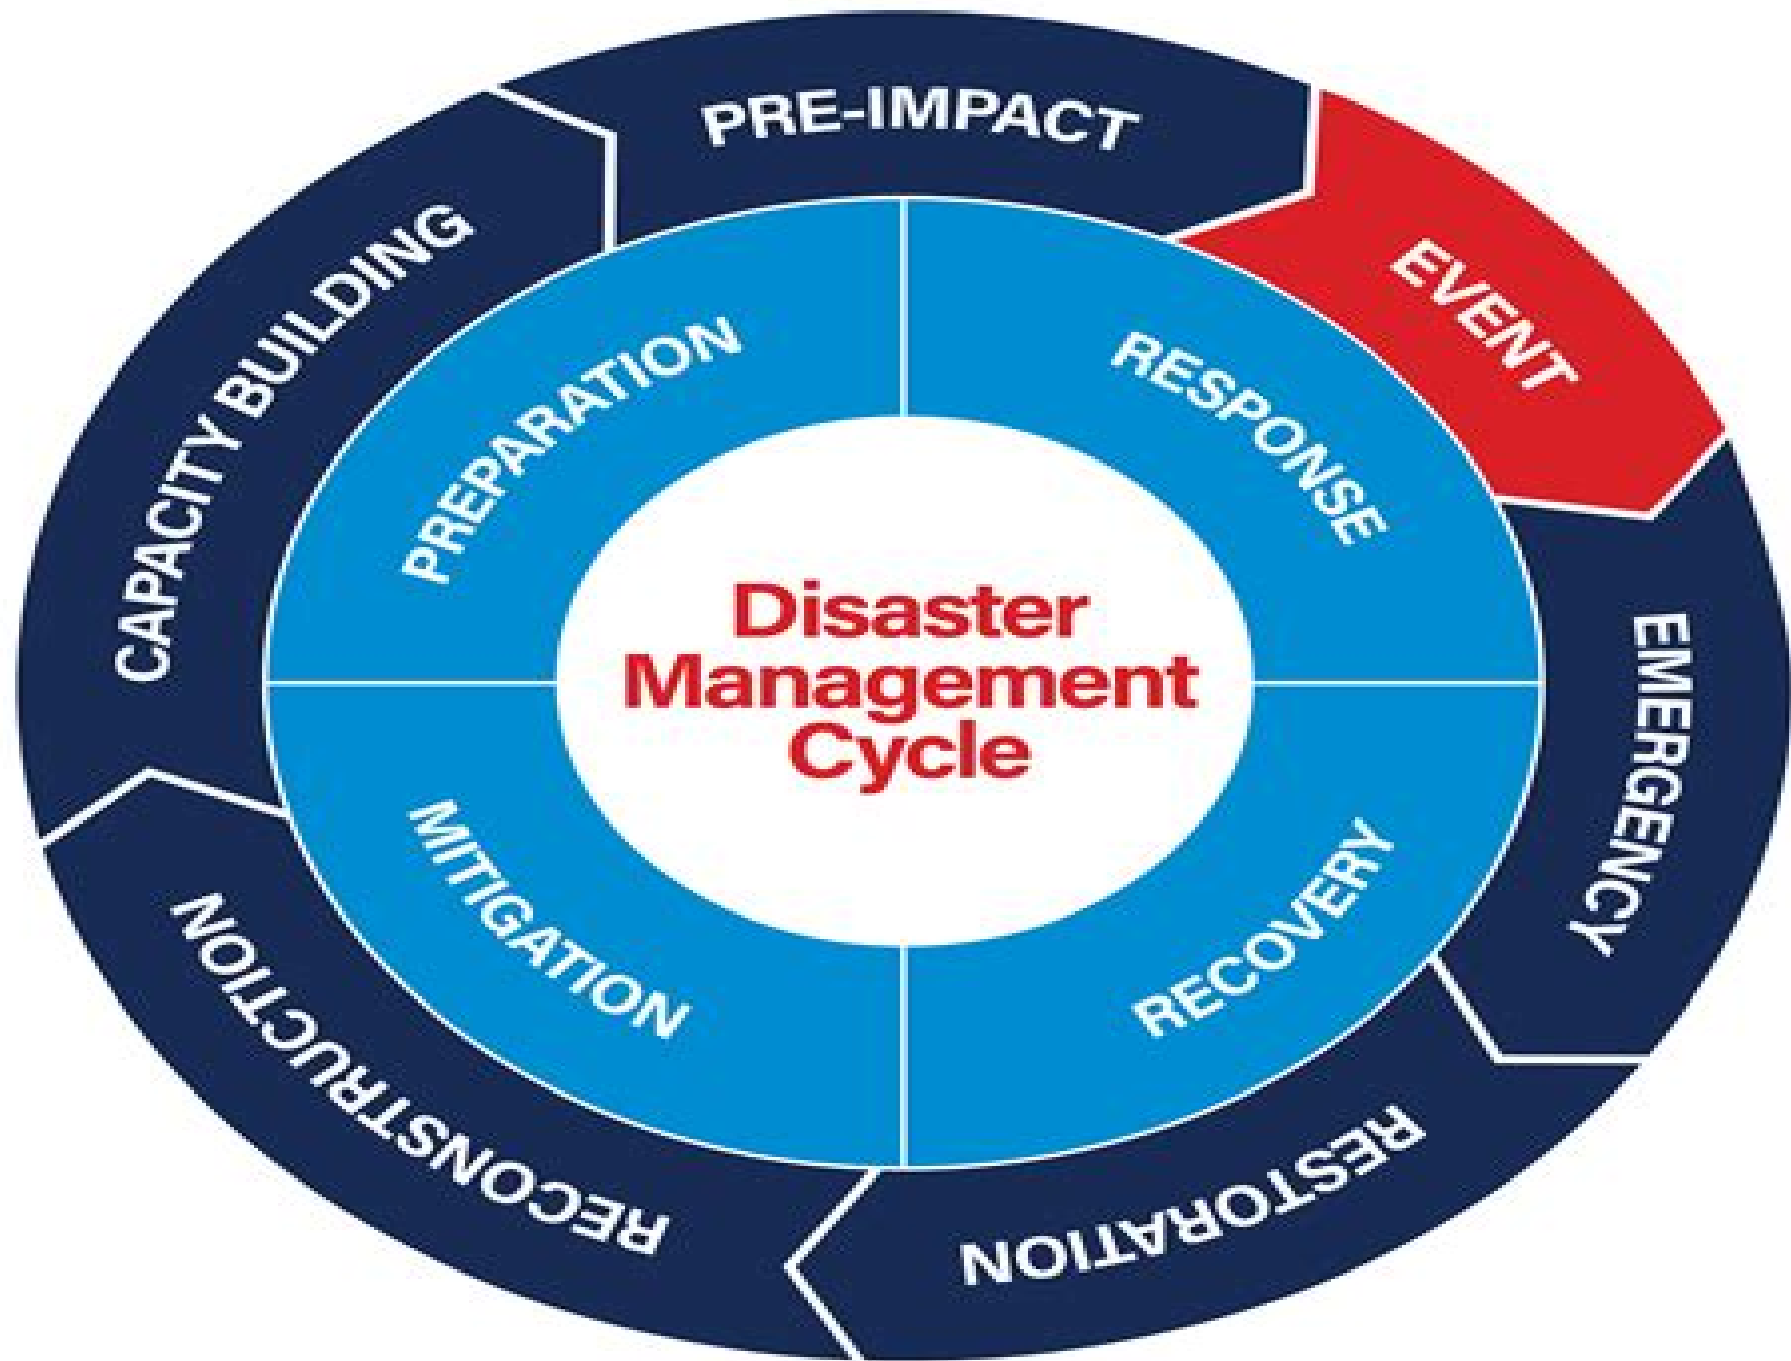 PRE-IMPACT
EVENT
EMERGENCY
RESTORATION
RECONSTRUCTION
CAPACITY BUILDING
PREPARATION
RESPONSE
RECOVERY
MITIGATION
Disaster
Management
Cycle